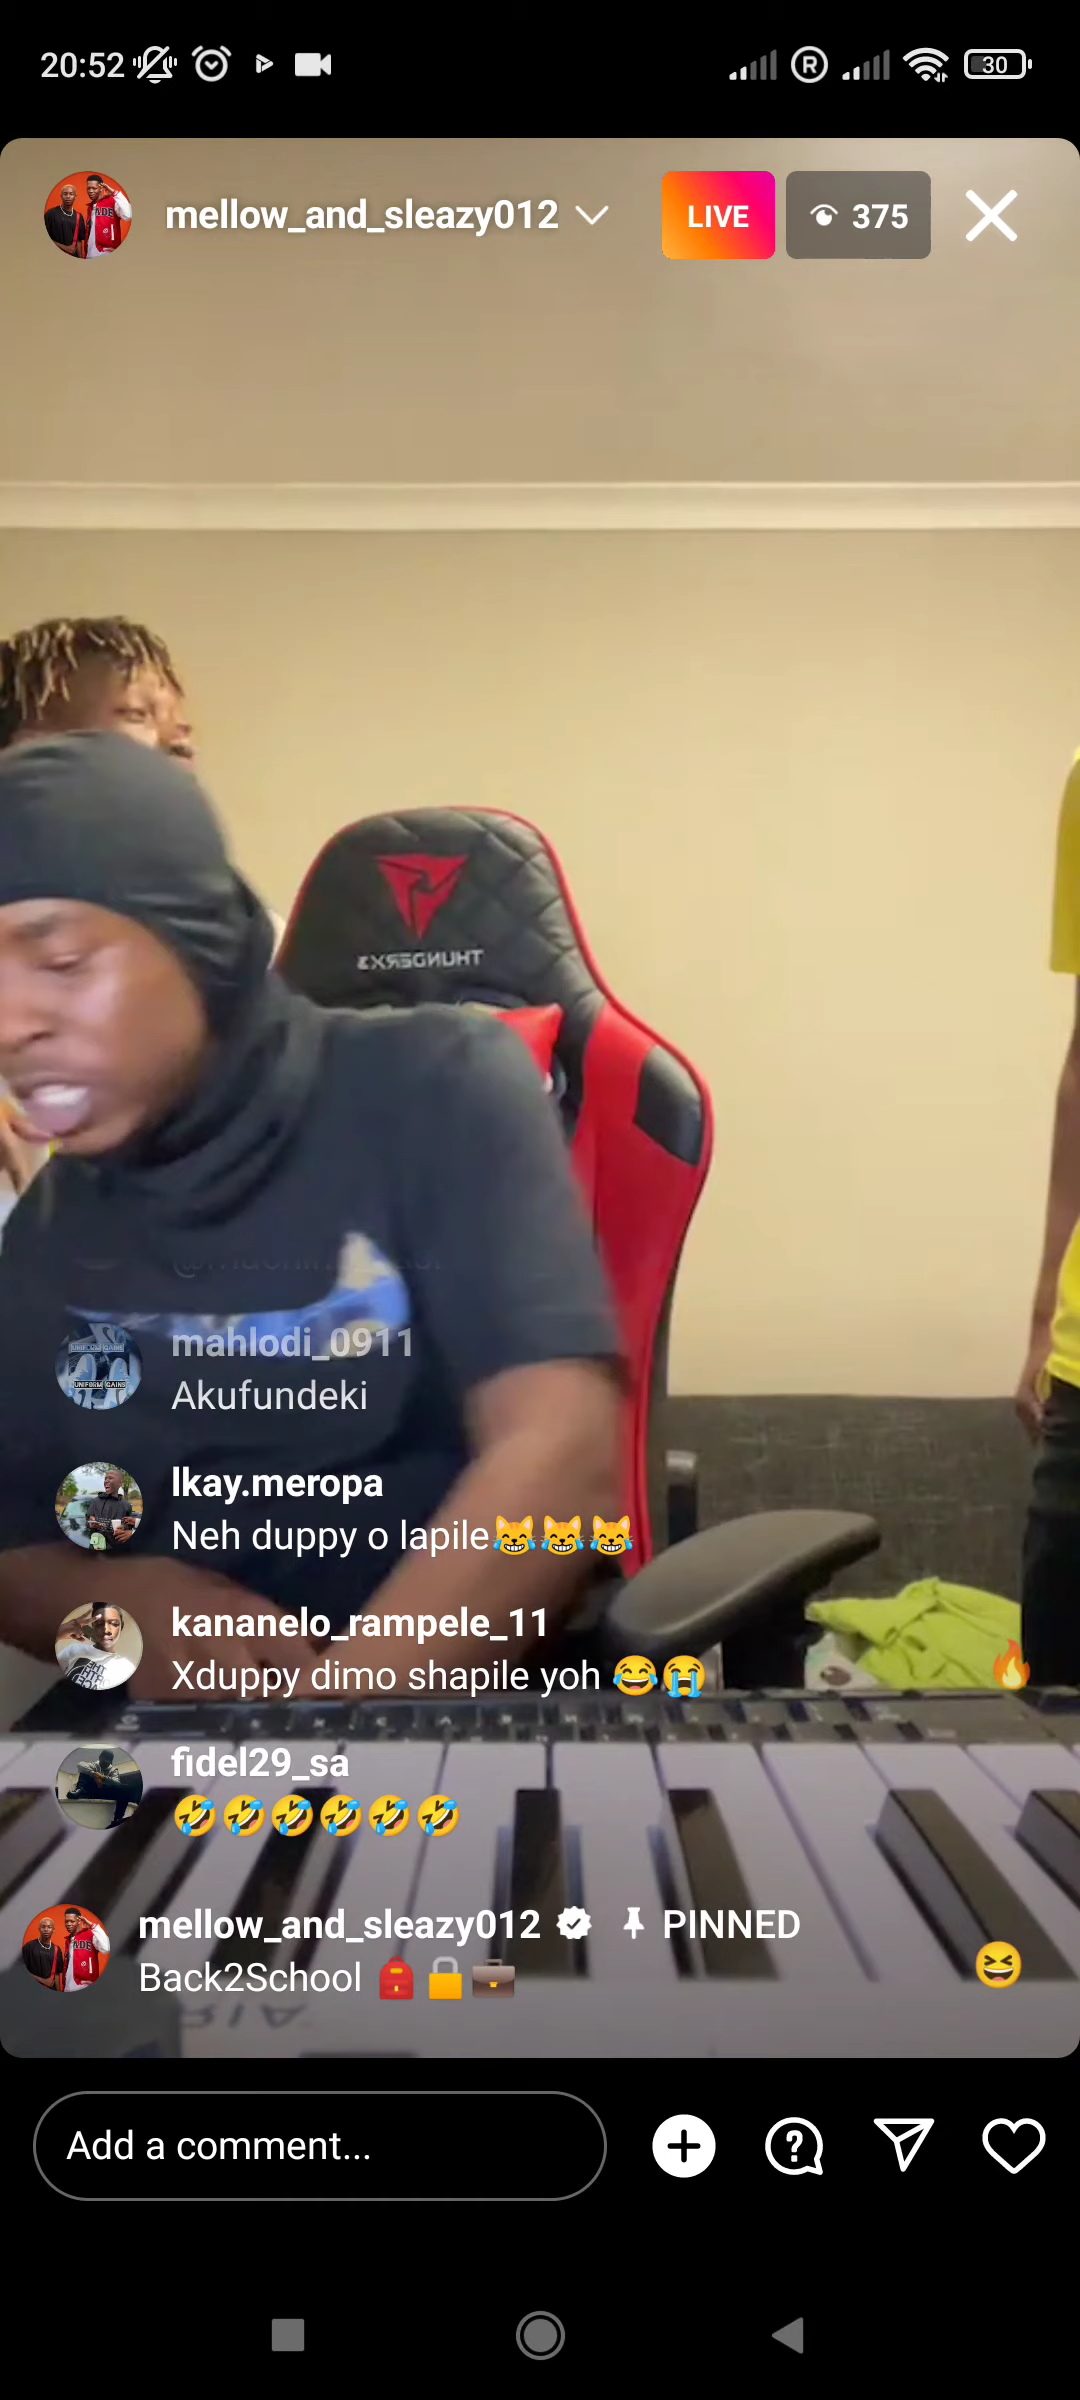 20:52
R
30
mellow_and_sleazy012
LIVE
375
THUNDERX3
mahlodi_0911
Akufundeki
lkay.meropa
Neh duppy o lapile😹😹😹
kananelo_rampele_11
Xduppy dimo shapile yoh 😂😭
fidel29_sa
🤣🤣🤣🤣🤣🤣
mellow_and_sleazy012 PINNED
Back2School 🎒🔒💼
Add a comment...